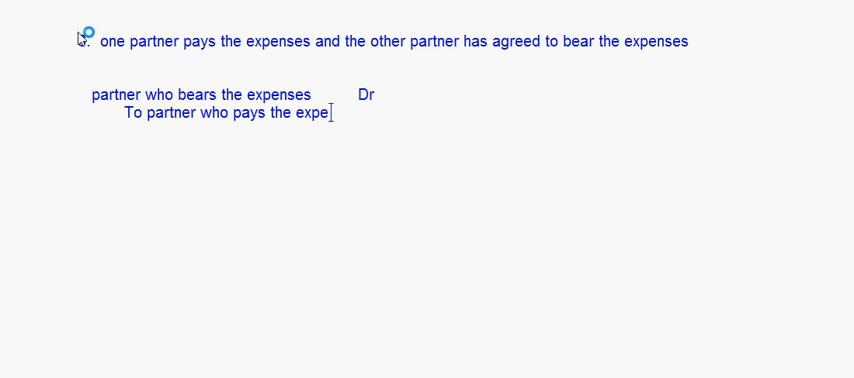 one partner pays the expenses and the other partner has agreed to bear the expenses
partner who bears the expenses Dr
To partner who pays the expe